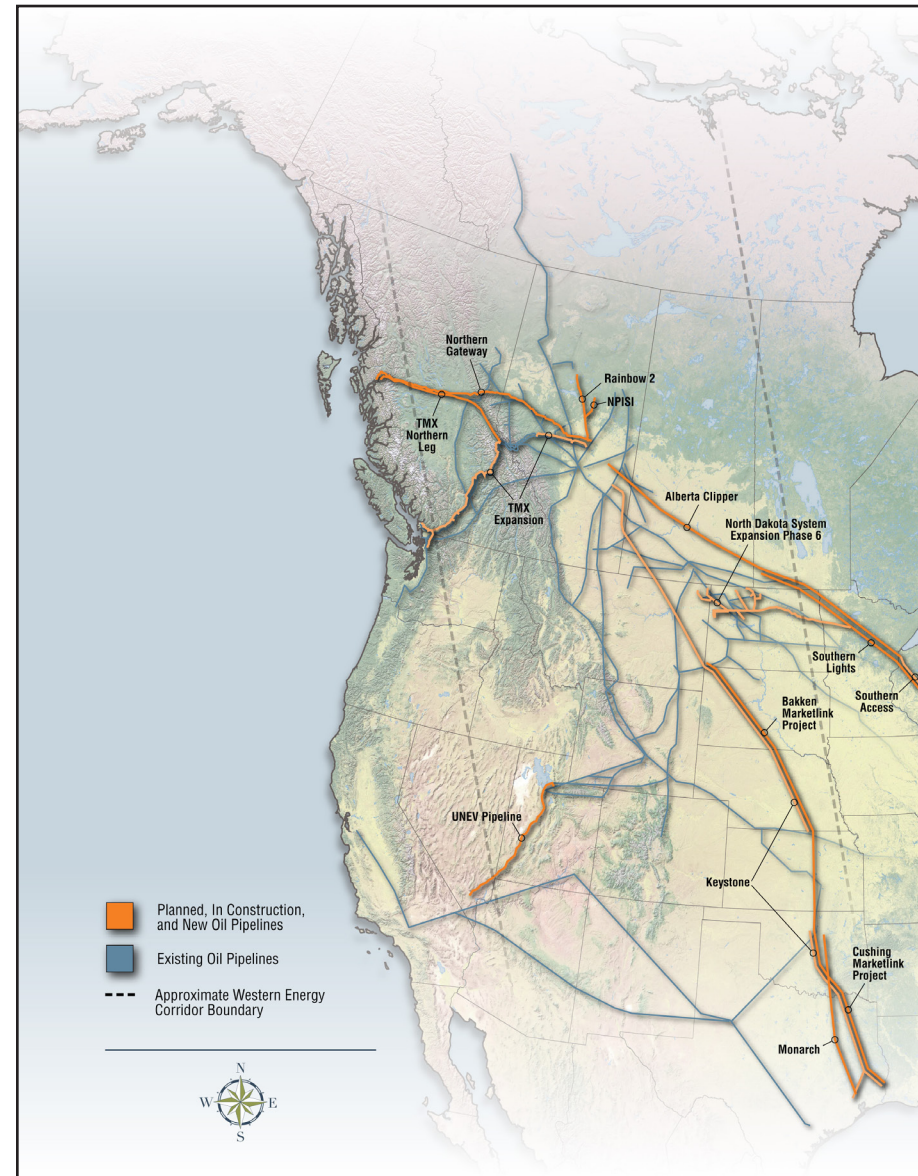 Northern
Gateway
Rainbow 2
NPISI
TMX
Northern
Leg
TMX
Expansion
Alberta Clipper
North Dakota System
Expansion Phase 6
Southern
Lights
Southern
Access
Bakken
Marketlink
Project
UNEV Pipeline
Keystone
Cushing
Marketlink
Project
Monarch
Planned, In Construction,
and New Oil Pipelines
Existing Oil Pipelines
Approximate Western Energy
Corridor Boundary
N
W
E
S